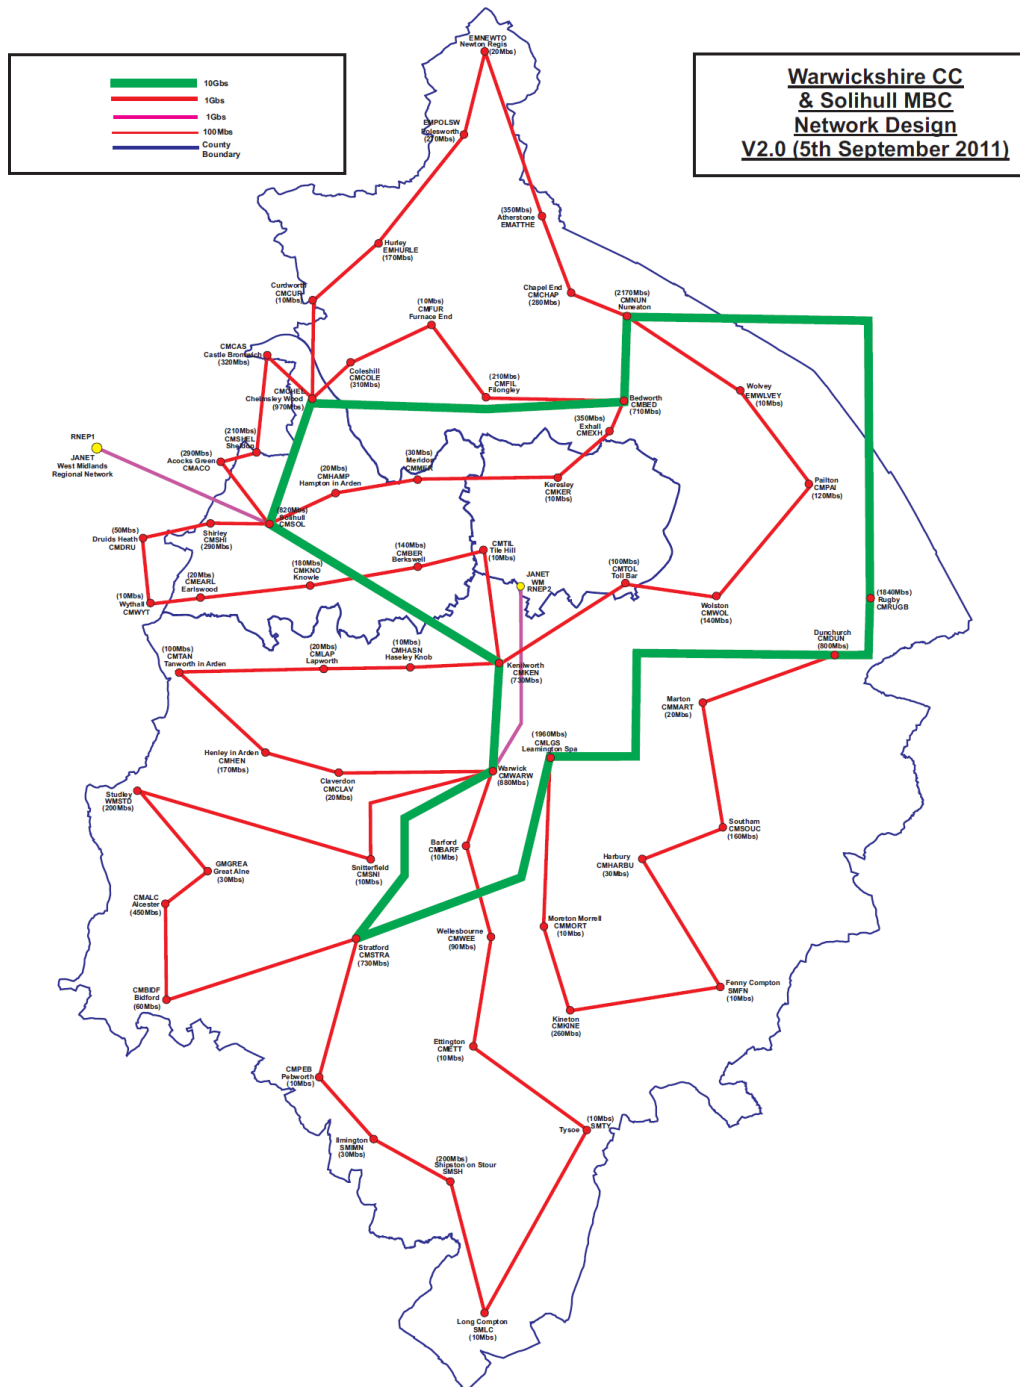 10Gbs
1Gbs
1Gbs
100Mbs
County
Boundary
Warwickshire CC
& Solihull MBC
Network Design
V2.0 (5th September 2011)
EMNEWTO
Newton Regis
(20Mbs)
EMPOLSW
Polesworth
(270Mbs)
(350Mbs)
Atherstone
EMATTHE
Hurley
EMHURLE
(170Mbs)
Curdworth
CMCUR
(10Mbs)
Chapel End
CMCHAP
(280Mbs)
(2170Mbs)
CMNUN
Nuneaton
(10Mbs)
CMFUR
Furnace End
CMCAS
Castle Bromwich
(320Mbs)
Coleshill
CMCOLE
(310Mbs)
(210Mbs)
CMFIL
Filongley
CMCHEL
Chelmsley Wood
(970Mbs)
Bedworth
CMBED
(710Mbs)
Wolvey
EMWLVEY
(10Mbs)
(350Mbs)
Exhall
CMEXH
RNEP1
JANET
West Midlands
Regional Network
(210Mbs)
CMSHEL
Sheldon
(290Mbs)
Acocks Green
CMACO
(30Mbs)
Meriden
CMMER
(20Mbs)
CMHAMP
Hampton in Arden
Keresley
CMKER
(10Mbs)
Pailton
CMPAI
(120Mbs)
(820Mbs)
Solihull
CMSOL
(50Mbs)
Druids Heath
CMDRU
Shirley
CMSHI
(290Mbs)
CMTIL
Tile Hill
(10Mbs)
(140Mbs)
CMBER
Berkswell
(180Mbs)
CMKNO
Knowle
(20Mbs)
CMEARL
Earlswood
(10Mbs)
Wythall
CMWYT
JANET
WM
RNEP2
(100Mbs)
CMTOL
Toll Bar
Wolston
CMWOL
(140Mbs)
(1840Mbs)
Rugby
CMRUGB
Dunchurch
CMDUN
(800Mbs)
(100Mbs)
CMTAN
Tanworth in Arden
(20Mbs)
CMLAP
Lapworth
(10Mbs)
CMHASN
Haseley Knob
Kenilworth
CMKEN
(730Mbs)
Marton
CMMART
(20Mbs)
(1960Mbs)
CMLGS
Leamington Spa
Henley in Arden
CMHEN
(170Mbs)
Claverdon
CMCLAV
(20Mbs)
Warwick
CMWARW
(880Mbs)
Studley
WMSTD
(200Mbs)
Southam
CMSOUC
(160Mbs)
Barford
CMBARF
(10Mbs)
Snitterfield
CMSNI
(10Mbs)
Harbury
CMHARBU
(30Mbs)
GMGREA
Great Alne
(30Mbs)
CMALC
Alcester
(450Mbs)
Stratford
CMSTRA
(730Mbs)
Wellesbourne
CMWEE
(90Mbs)
Moreton Morrell
CMMORT
(10Mbs)
CMBIDF
Bidford
(60Mbs)
Fenny Compton
SMFN
(10Mbs)
Kineton
CMKINE
(260Mbs)
Ettington
CMETT
(10Mbs)
CMPEB
Pebworth
(10Mbs)
(10Mbs)
SMTY
Tysoe
Ilmington
SMIMN
(30Mbs)
(200Mbs)
Shipston on Stour
SMSH
Long Compton
SMLC
(10Mbs)